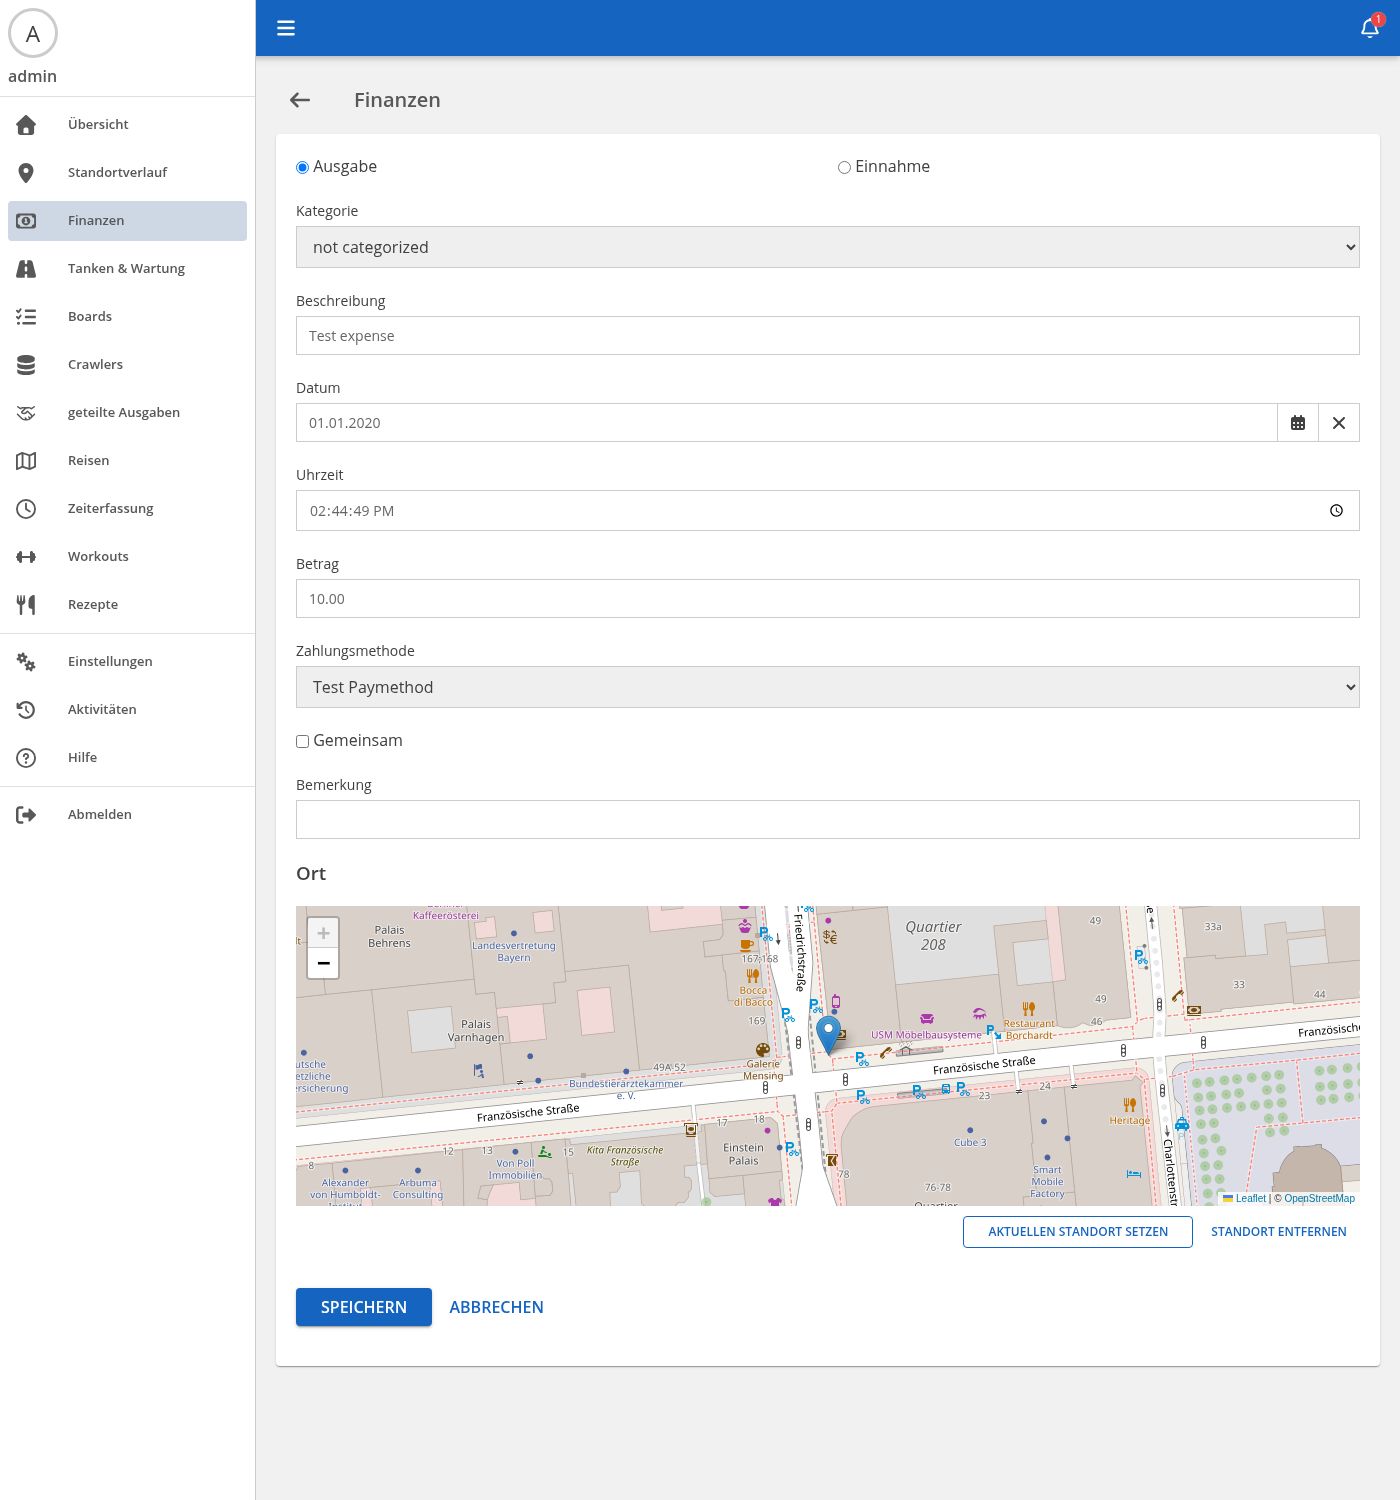 A
admin
Übersicht
Standortverlauf
Finanzen
Tanken & Wartung
Boards
Crawlers
geteilte Ausgaben
Reisen
Zeiterfassung
Workouts
Rezepte
Einstellungen
Aktivitäten
Hilfe
Abmelden
1
Finanzen
Ausgabe
Einnahme
Kategorie
not categorized
Beschreibung
Test expense
Datum
01.01.2020
Uhrzeit
02:44:49 PM
Betrag
10.00
Zahlungsmethode
Test Paymethod
Gemeinsam
Bemerkung
Ort
+
−
Kaffeerösterei
Palais
Behrens
Landesvertretung
Bayern
167;168
Bocca
di Bacco
169
Friedrichstraße
Quartier
208
49
33a
33
44
49
46
Palais
Varnhagen
USM Möbelbausysteme
Restaurant
Borchardt
Französische
Galerie
Mensing
49A-52
Bundestierärztekammer
e. V.
Französische Straße
Französische Straße
23
24
Heritage
17
18
12
13
15
8
Kita Französische
Straße
Einstein
Palais
Von Poll
Immobilien
Alexander
von Humboldt-
Arbuma
Consulting
78
76-78
Cube 3
Smart
Mobile
Factory
Leaflet | © OpenStreetMap
AKTUELLEN STANDORT SETZEN
STANDORT ENTFERNEN
SPEICHERN
ABBRECHEN